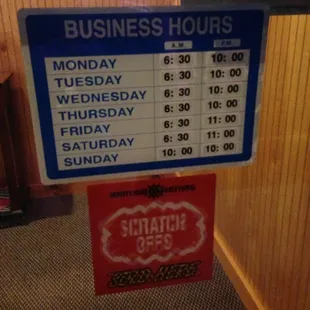 BUSINESS HOURS
A.M. P.M.
MONDAY 6:30 10:00
TUESDAY 6:30 10:00
WEDNESDAY 6:30 10:00
THURSDAY 6:30 10:00
FRIDAY 6:30 11:00
SATURDAY 6:30 11:00
SUNDAY 10:00 10:00
SCRATCH
OFFS
SOLD HERE